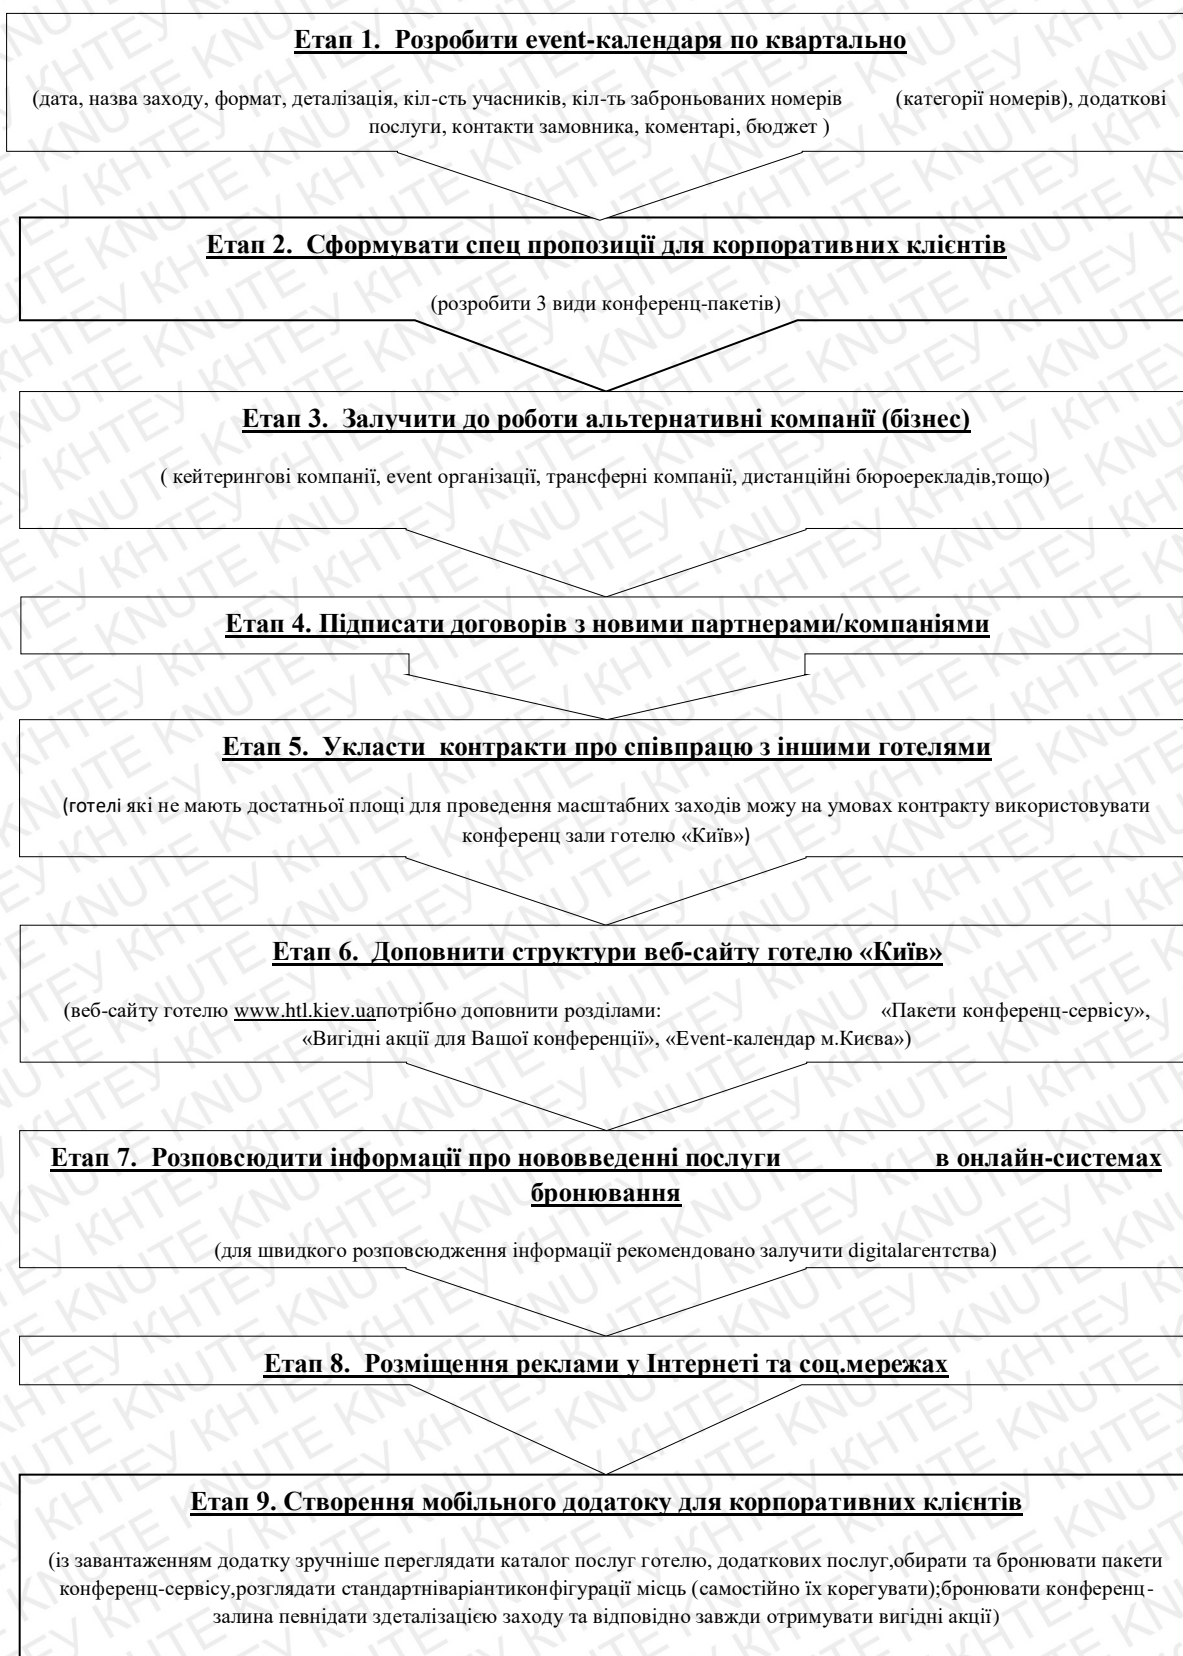 Етап 1. Розробити event-календаря по квартально
(дата, назва заходу, формат, деталізація, кіл-сть учасників, кіл-ть заброньованих номерів (категорії номерів), додаткові
послуги, контакти замовника, коментарі, бюджет )
Етап 2. Сформувати спец пропозиції для корпоративних клієнтів
(розробити 3 види конференц-пакетів)
Етап 3. Залучити до роботи альтернативні компанії (бізнес)
( кейтерингові компанії, event організації, трансферні компанії, дистанційні бюроерекладів,тощо)
Етап 4. Підписати договорів з новими партнерами/компаніями
Етап 5. Укласти контракти про співпрацю з іншими готелями
(готелі які не мають достатньої площі для проведення масштабних заходів можу на умовах контракту використовувати
конференц зали готелю «Київ»)
Етап 6. Доповнити структури веб-сайту готелю «Київ»
(веб-сайту готелю www.htl.kiev.uaпотрібно доповнити розділами: «Пакети конференц-сервісу»,
«Вигідні акції для Вашої конференції», «Event-календар м.Києва»)
Етап 7. Розповсюдити інформації про нововведенні послуги в онлайн-системах
бронювання
(для швидкого розповсюдження інформації рекомендовано залучити digitalагентства)
Етап 8. Розміщення реклами у Інтернеті та соц.мережах
Етап 9. Створення мобільного додатоку для корпоративних клієнтів
(із завантаженням додатку зручніше переглядати каталог послуг готелю, додаткових послуг,обирати та бронювати пакети
конференц-сервісу,розглядати стандартніваріантиконфігурації місць (самостійно їх корегувати);бронювати конференц-
залина певнідати здеталізацією заходу та відповідно завжди отримувати вигідні акції)